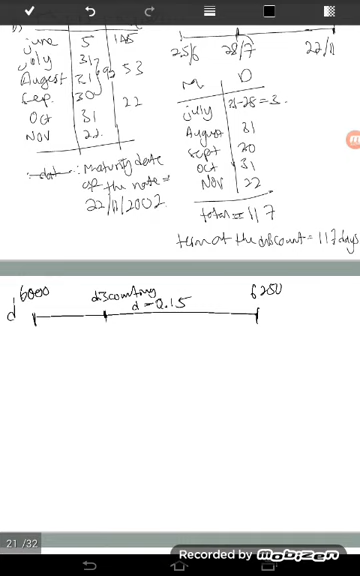 June 5 145
July 31
August 31 92 53
Sep. 30
Oct 31 22
Nov 22.
: Maturity date
of the note =
22/11/2002.
25/6 28/7 22/11
M D
July 31-28 = 3.
August 31
Sept 30
Oct 31
Nov 22
total = 117
term of the discount = 117 days
6000 discounting 6250
d d = 0.15
21 /32
Recorded by mobizen